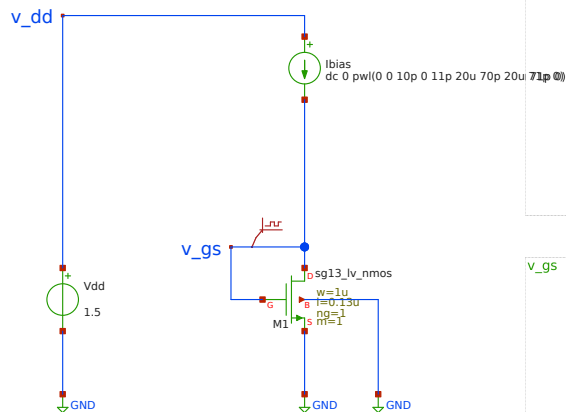 v_dd
+
Ibias
dc 0 pwl(0 0 10p 0 11p 20u 70p 20u 71p 0)
v_gs
v_gs
D
sg13_lv_nmos
+
Vdd
1.5
G
B
w=1u
l=0.13u
ng=1
m=1
S
M1
GND
GND
GND